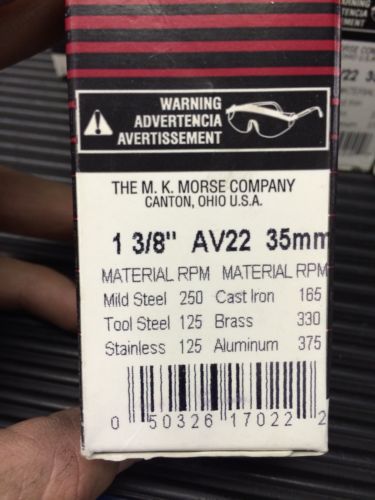 WARNING
ADVERTENCIA
AVERTISSEMENT
THE M. K. MORSE COMPANY
CANTON, OHIO U.S.A.
1 3/8" AV22 35mm
MATERIAL RPM MATERIAL RPM
Mild Steel 250 Cast Iron 165
Tool Steel 125 Brass 330
Stainless 125 Aluminum 375
0 50326 17022 2
WARNING